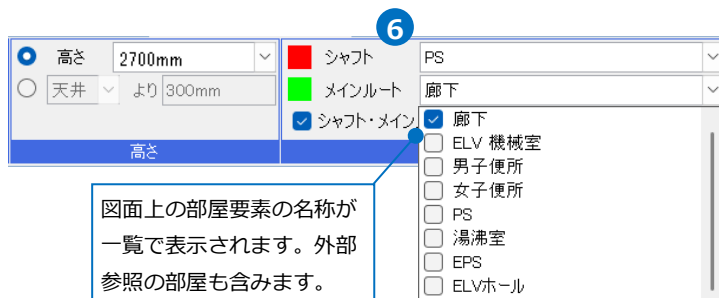 6
高さ 2700mm
天井 より 300mm
高さ
シャフト PS
メインルート 廊下
シャフト・メイン
廊下
ELV 機械室
男子便所
女子便所
PS
湯沸室
EPS
ELVホール
図面上の部屋要素の名称が
一覧で表示されます。外部
参照の部屋も含みます。